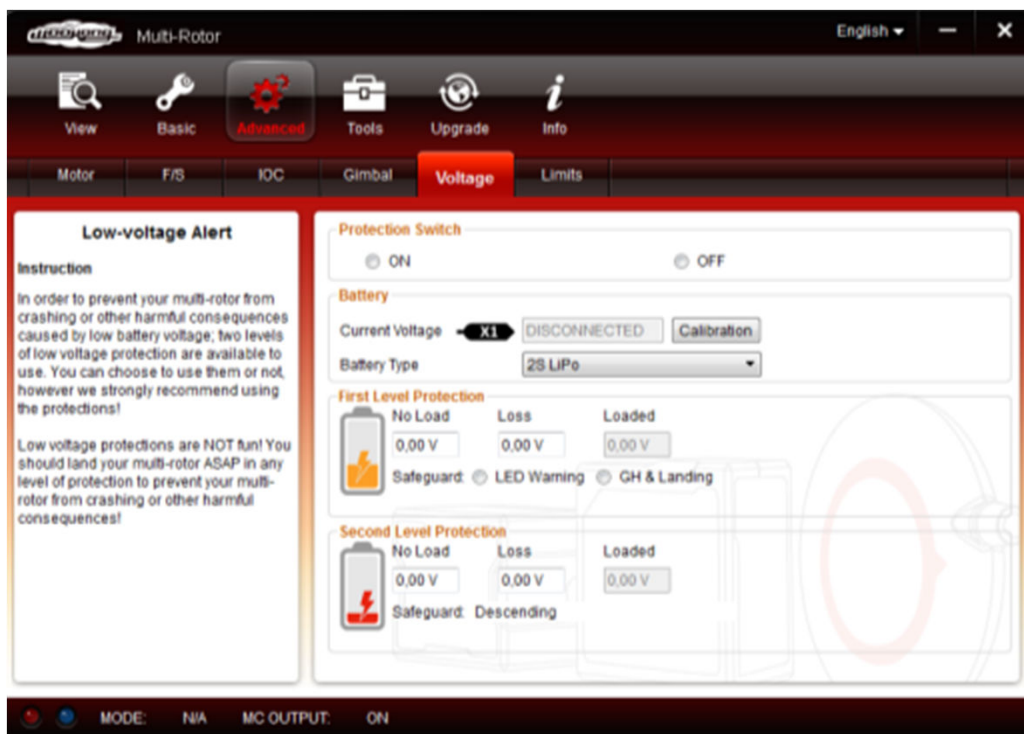 Multi-Rotor
English
View Basic Advanced Tools Upgrade Info
Motor F/S IOC Gimbal Voltage Limits
Low-voltage Alert
Instruction
In order to prevent your multi-rotor from
crashing or other harmful consequences
caused by low battery voltage; two levels
of low voltage protection are available to
use. You can choose to use them or not,
however we strongly recommend using
the protections!
Low voltage protections are NOT fun! You
should land your multi-rotor ASAP in any
level of protection to prevent your multi-
rotor from crashing or other harmful
consequences!
Protection Switch
ON OFF
Battery
Current Voltage X1 DISCONNECTED Calibration
Battery Type 2S LiPo
First Level Protection
No Load Loss Loaded
0,00 V 0,00 V 0,00 V
Safeguard: LED Warning GH & Landing
Second Level Protection
No Load Loss Loaded
0,00 V 0,00 V 0,00 V
Safeguard: Descending
MODE: N/A MC OUTPUT: ON